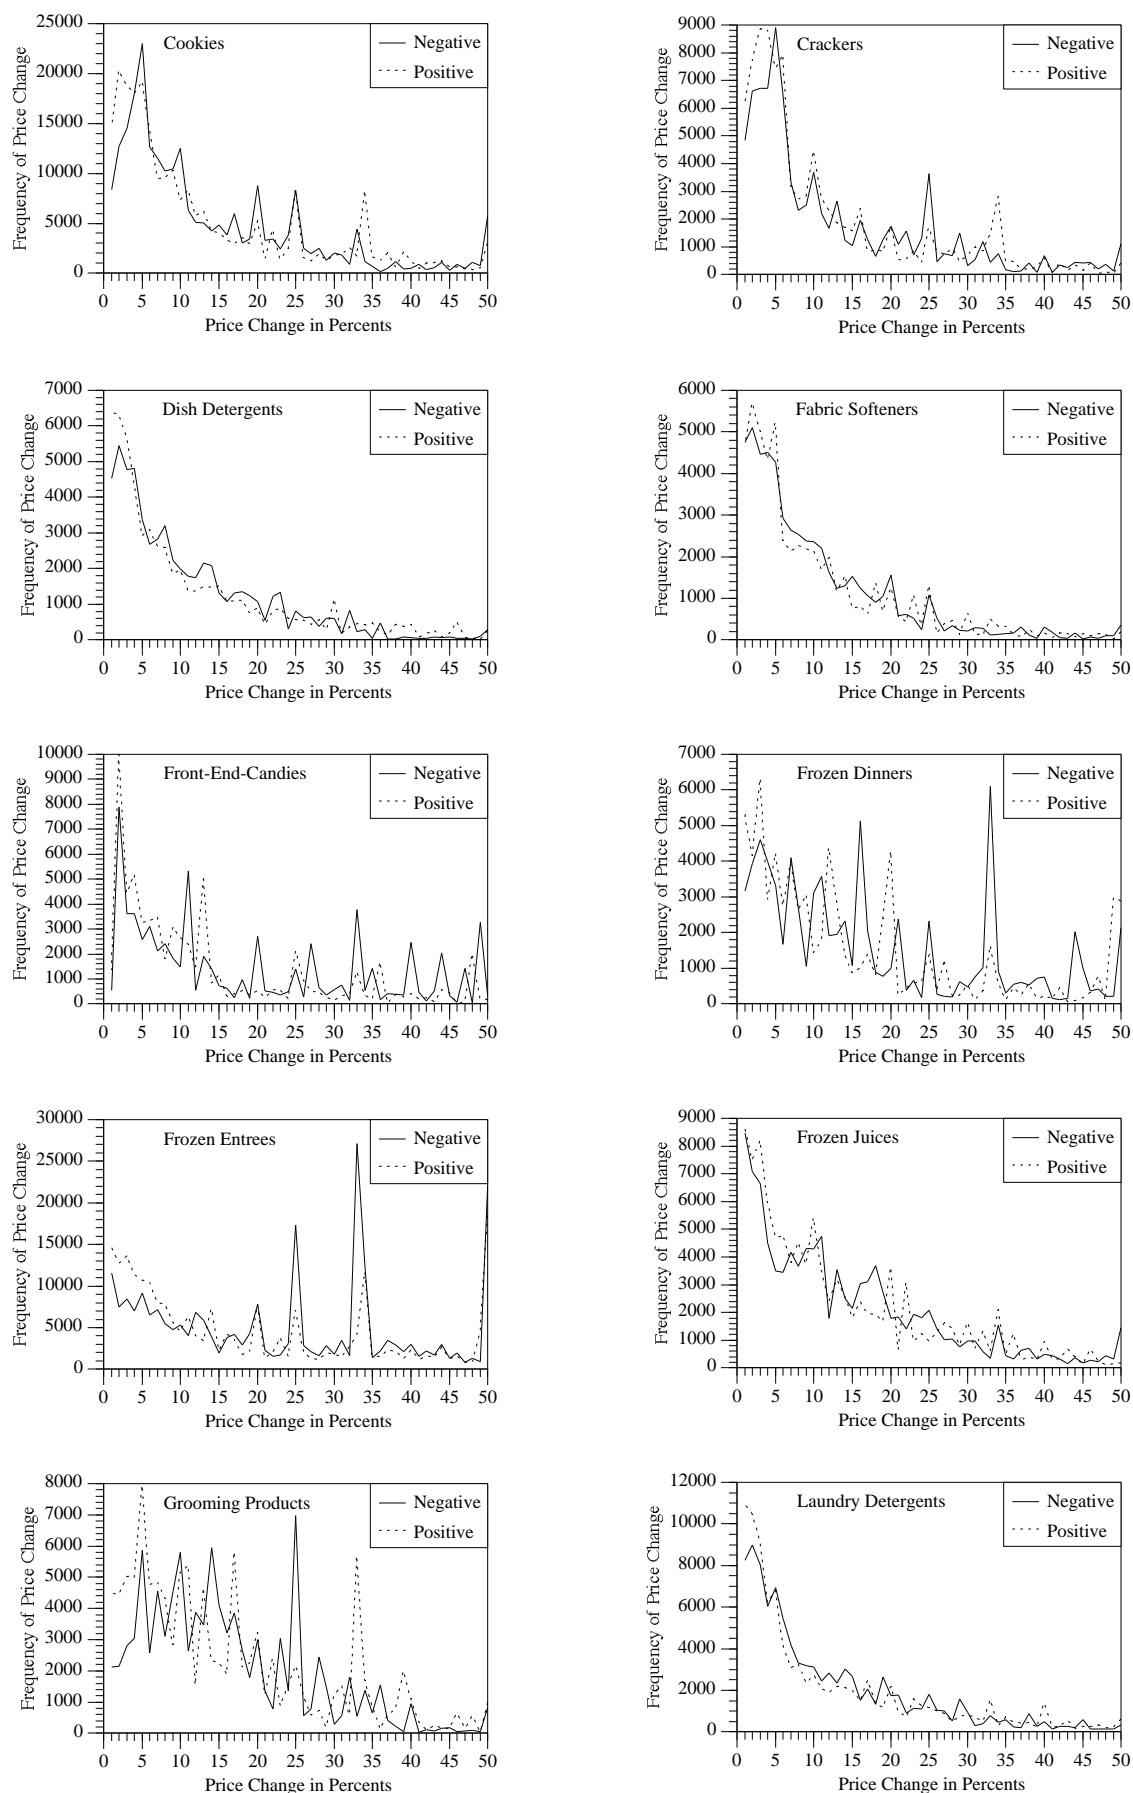 Cookies
Negative
Positive
Frequency of Price Change
25000
20000
15000
10000
5000
0
0 5 10 15 20 25 30 35 40 45 50
Price Change in Percents
Crackers
Negative
Positive
Frequency of Price Change
9000
8000
7000
6000
5000
4000
3000
2000
1000
0
0 5 10 15 20 25 30 35 40 45 50
Price Change in Percents
Dish Detergents
Negative
Positive
Frequency of Price Change
7000
6000
5000
4000
3000
2000
1000
0
0 5 10 15 20 25 30 35 40 45 50
Price Change in Percents
Fabric Softeners
Negative
Positive
Frequency of Price Change
6000
5000
4000
3000
2000
1000
0
0 5 10 15 20 25 30 35 40 45 50
Price Change in Percents
Front-End-Candies
Negative
Positive
Frequency of Price Change
10000
9000
8000
7000
6000
5000
4000
3000
2000
1000
0
0 5 10 15 20 25 30 35 40 45 50
Price Change in Percents
Frozen Dinners
Negative
Positive
Frequency of Price Change
7000
6000
5000
4000
3000
2000
1000
0
0 5 10 15 20 25 30 35 40 45 50
Price Change in Percents
Frozen Entrees
Negative
Positive
Frequency of Price Change
30000
25000
20000
15000
10000
5000
0
0 5 10 15 20 25 30 35 40 45 50
Price Change in Percents
Frozen Juices
Negative
Positive
Frequency of Price Change
9000
8000
7000
6000
5000
4000
3000
2000
1000
0
0 5 10 15 20 25 30 35 40 45 50
Price Change in Percents
Grooming Products
Negative
Positive
Frequency of Price Change
8000
7000
6000
5000
4000
3000
2000
1000
0
0 5 10 15 20 25 30 35 40 45 50
Price Change in Percents
Laundry Detergents
Negative
Positive
Frequency of Price Change
12000
10000
8000
6000
4000
2000
0
0 5 10 15 20 25 30 35 40 45 50
Price Change in Percents